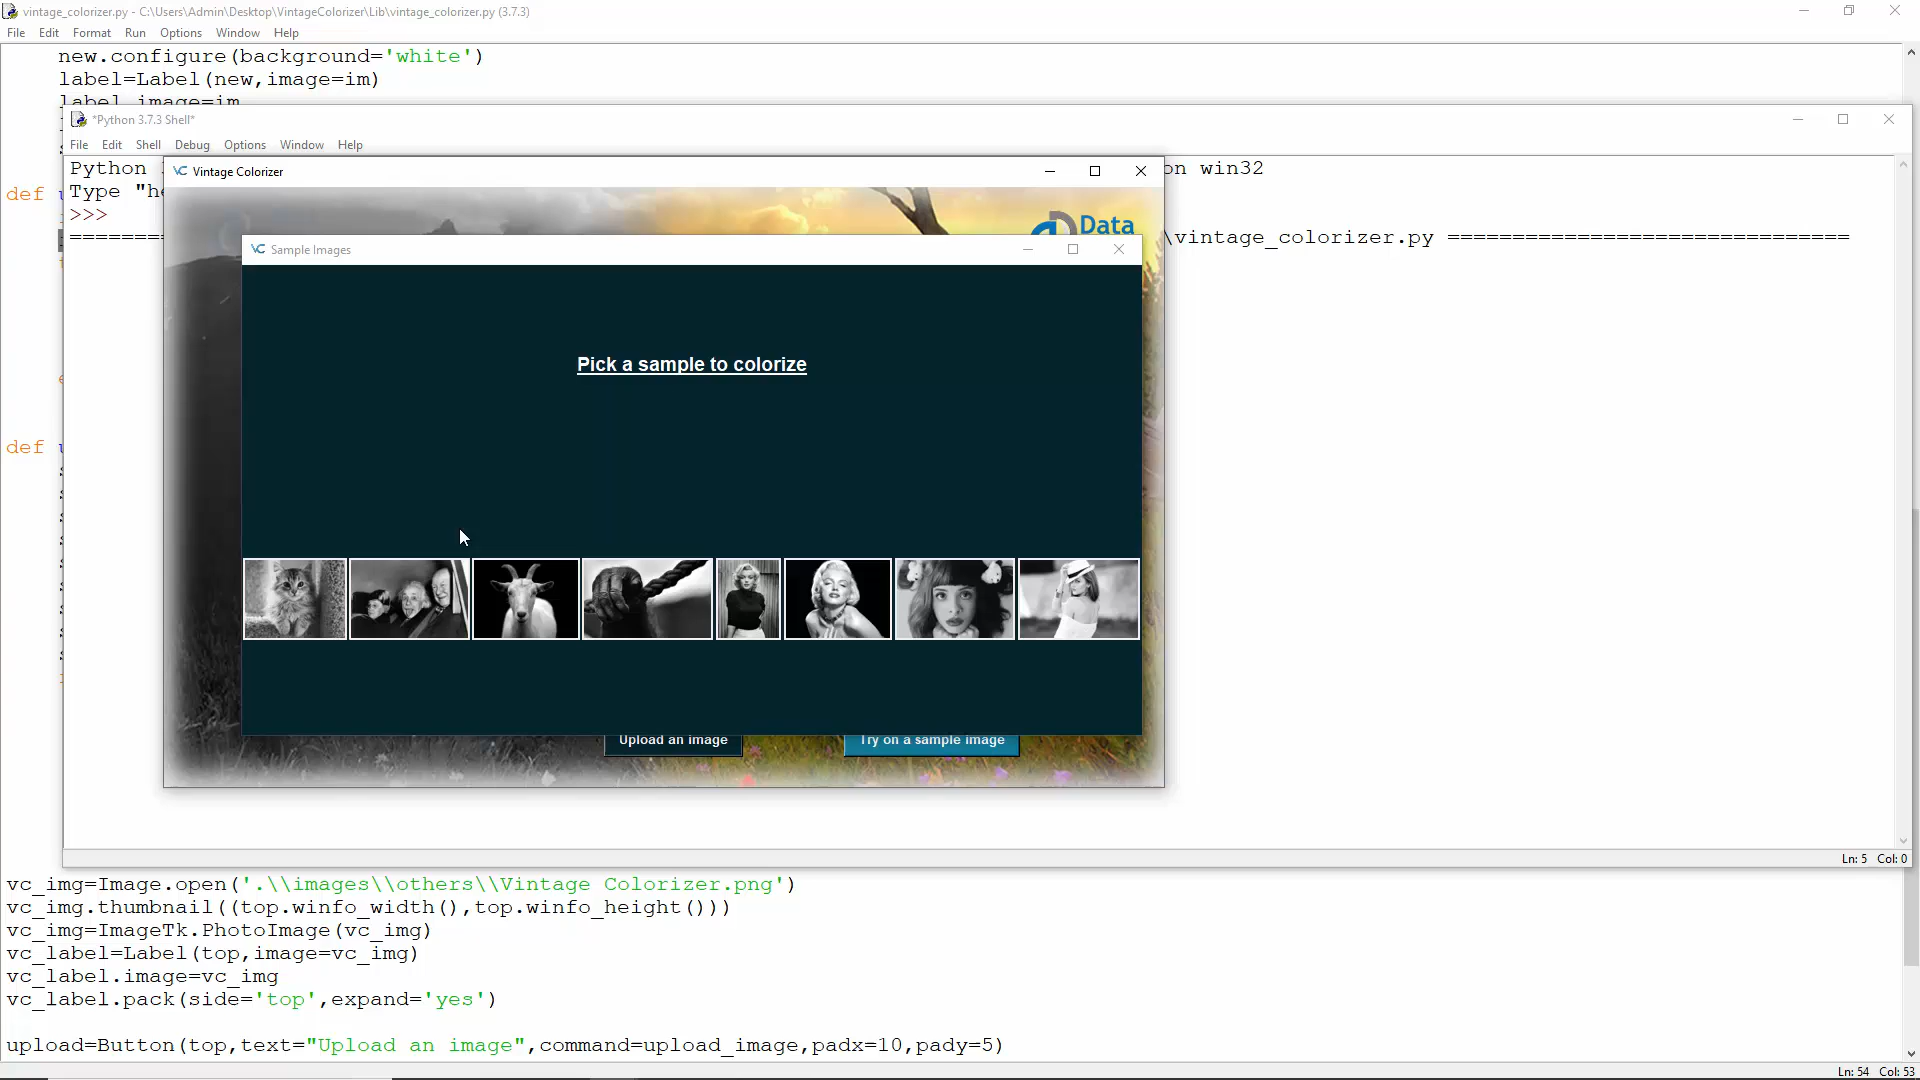 vintage_colorizer.py - C:\Users\Admin\Desktop\VintageColorizer\Lib\vintage_colorizer.py (3.7.3)
File Edit Format Run Options Window Help
new.configure(background='white')
label=Label(new,image=im)
label.image=im
*Python 3.7.3 Shell*
File Edit Shell Debug Options Window Help
Python on win32
Type "he
>>>
============ \vintage_colorizer.py ===============================
def
def
VC Vintage Colorizer
Data
VC Sample Images
Pick a sample to colorize
Upload an image
Try on a sample image
Ln: 5 Col: 0
vc_img=Image.open('.\\images\\others\\Vintage Colorizer.png')
vc_img.thumbnail((top.winfo_width(),top.winfo_height()))
vc_img=ImageTk.PhotoImage(vc_img)
vc_label=Label(top,image=vc_img)
vc_label.image=vc_img
vc_label.pack(side='top',expand='yes')
upload=Button(top,text="Upload an image",command=upload_image,padx=10,pady=5)
Ln: 54 Col: 53